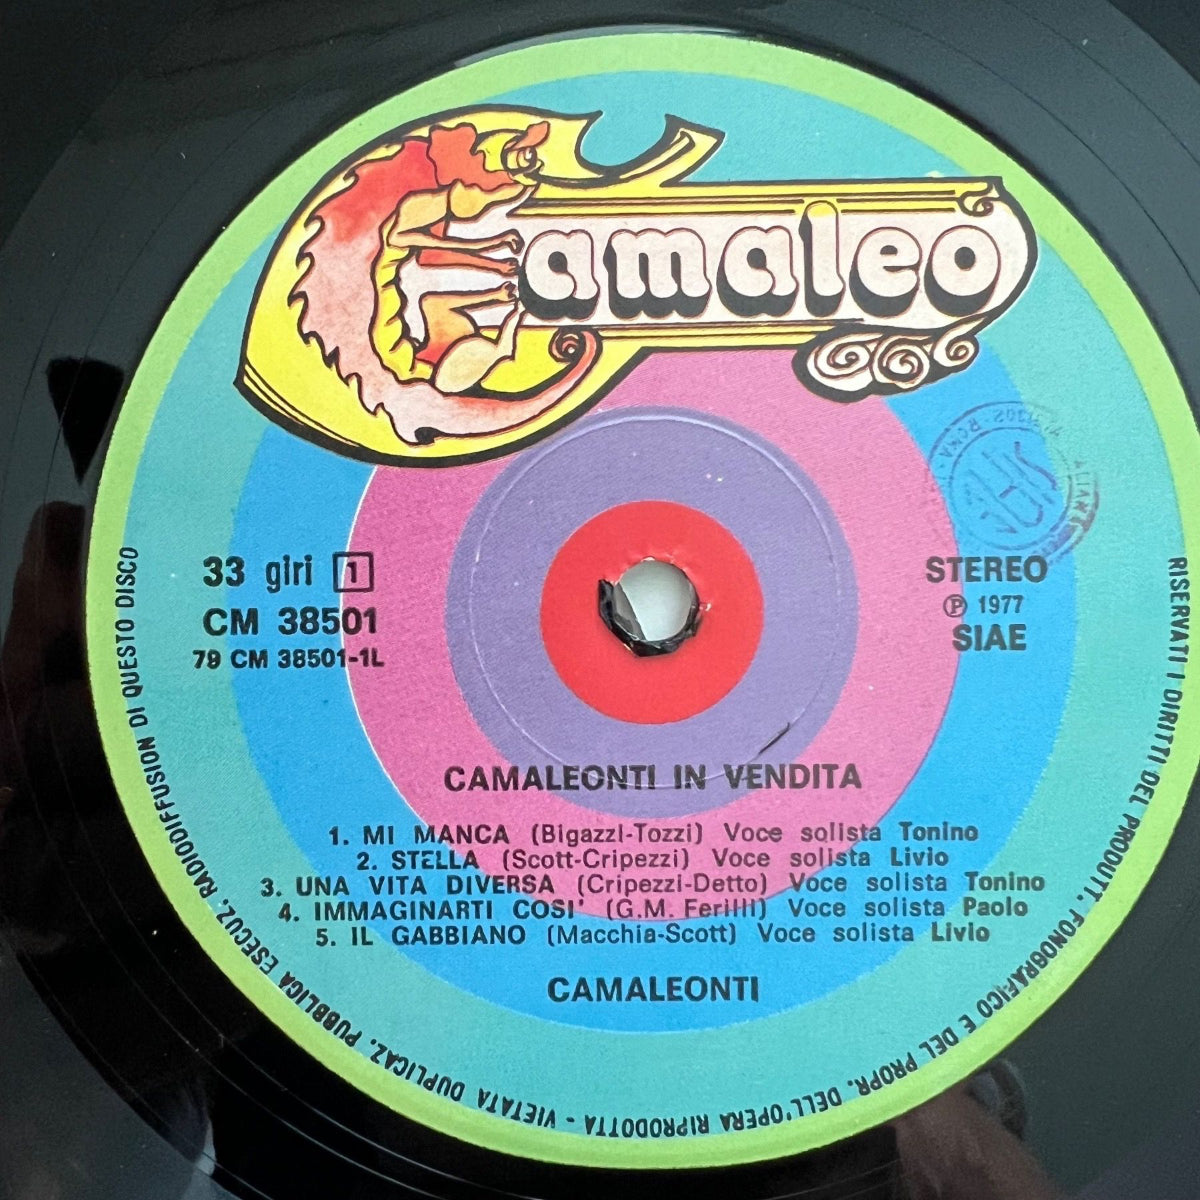 Camaleo
33 giri 1
CM 38501
79 CM 38501-1L
STEREO
℗ 1977
SIAE
CAMALEONTI IN VENDITA
1. MI MANCA (Bigazzi-Tozzi) Voce solista Tonino
2. STELLA (Scott-Cripezzi) Voce solista Livio
3. UNA VITA DIVERSA (Cripezzi-Detto) Voce solista Tonino
4. IMMAGINARTI COSI' (G.M. Ferilli) Voce solista Paolo
5. IL GABBIANO (Macchia-Scott) Voce solista Livio
CAMALEONTI
RISERVATI I DIRITTI DEL PRODUTT. FONOGRAFICO E DEL PROPR. DELL'OPERA RIPRODOTTA - VIETATA DUPLICAZ. PUBBLICA ESECUZ. RADIODIFFUSION DI QUESTO DISCO
ROMA